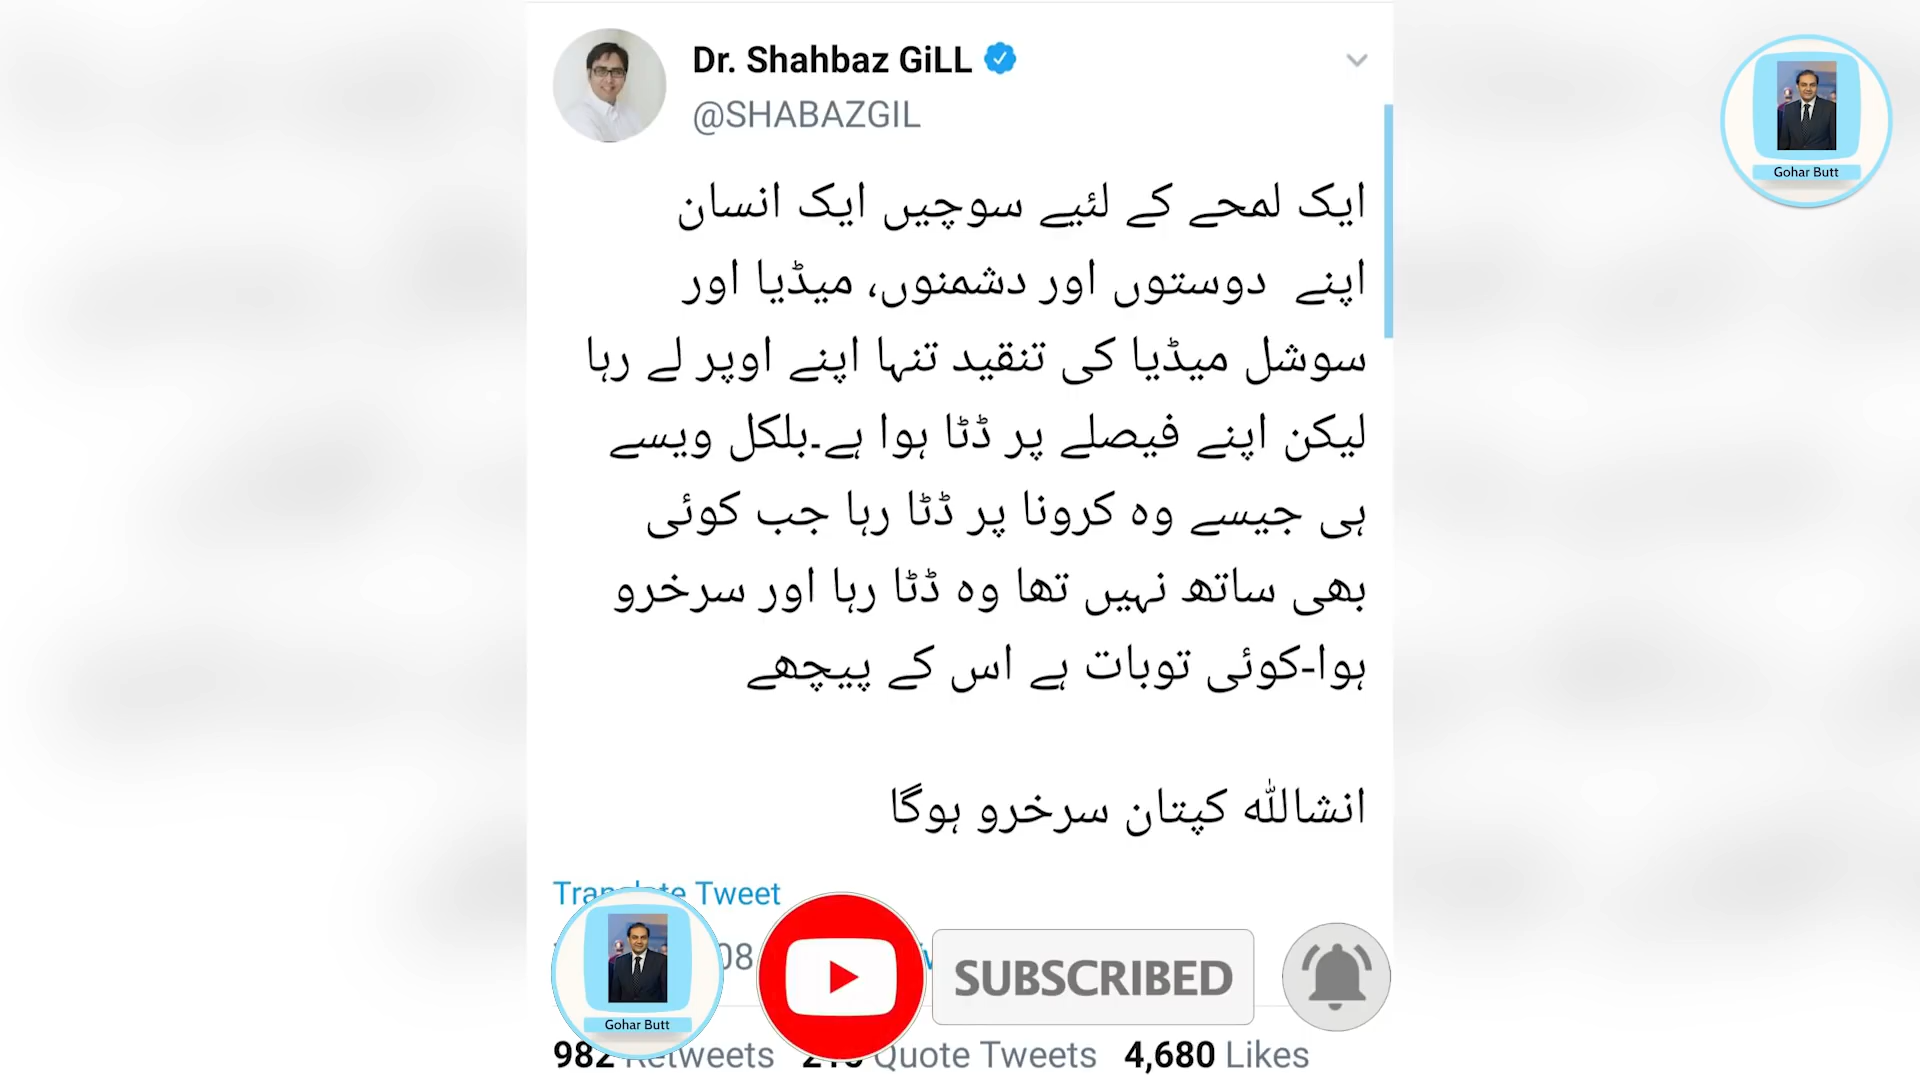 Dr. Shahbaz GiLL
@SHABAZGIL
Gohar Butt
ایک لمحے کے لئیے سوچیں ایک انسان
اپنے دوستوں اور دشمنوں، میڈیا اور
سوشل میڈیا کی تنقید تنہا اپنے اوپر لے رہا
لیکن اپنے فیصلے پر ڈٹا ہوا ہے۔بلکل ویسے
ہی جیسے وہ کرونا پر ڈٹا رہا جب کوئی
بھی ساتھ نہیں تھا وہ ڈٹا رہا اور سرخرو
ہوا-کوئی توبات ہے اس کے پیچھے
انشاللّٰہ کپتان سرخرو ہوگا
Translate Tweet
08
SUBSCRIBED
Gohar Butt
982 Retweets Quote Tweets 4,680 Likes